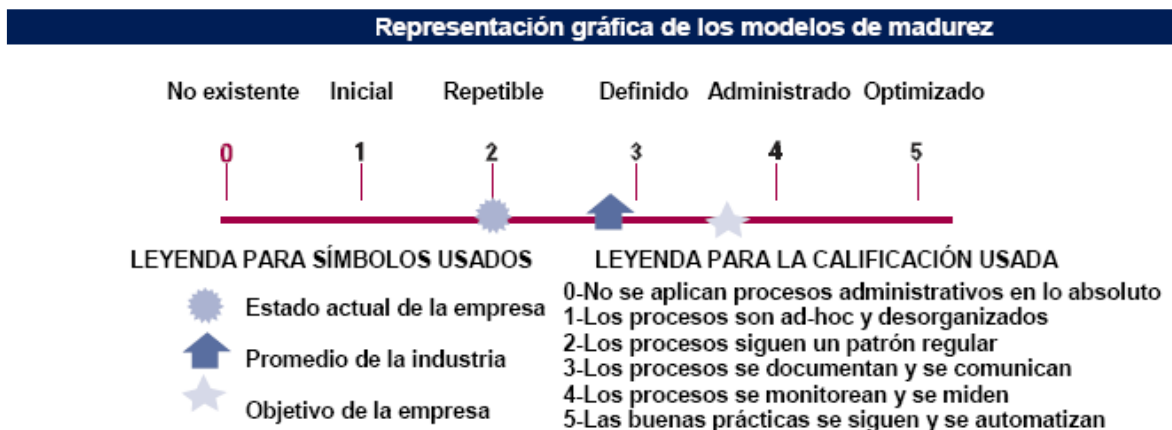 Representación gráfica de los modelos de madurez
No existente Inicial Repetible Definido Administrado Optimizado
0 1 2 3 4 5
LEYENDA PARA SÍMBOLOS USADOS
Estado actual de la empresa
Promedio de la industria
Objetivo de la empresa
LEYENDA PARA LA CALIFICACIÓN USADA
0-No se aplican procesos administrativos en lo absoluto
1-Los procesos son ad-hoc y desorganizados
2-Los procesos siguen un patrón regular
3-Los procesos se documentan y se comunican
4-Los procesos se monitorean y se miden
5-Las buenas prácticas se siguen y se automatizan